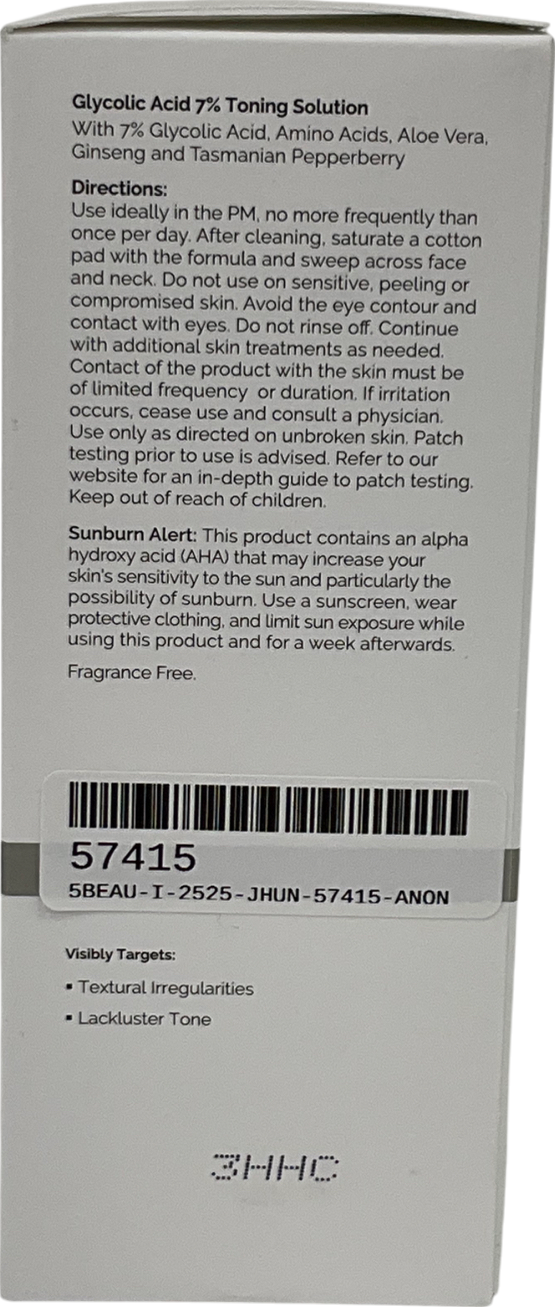 Glycolic Acid 7% Toning Solution
With 7% Glycolic Acid, Amino Acids, Aloe Vera,
Ginseng and Tasmanian Pepperberry
Directions:
Use ideally in the PM, no more frequently than
once per day. After cleaning, saturate a cotton
pad with the formula and sweep across face
and neck. Do not use on sensitive, peeling or
compromised skin. Avoid the eye contour and
contact with eyes. Do not rinse off. Continue
with additional skin treatments as needed.
Contact of the product with the skin must be
of limited frequency or duration. If irritation
occurs, cease use and consult a physician.
Use only as directed on unbroken skin. Patch
testing prior to use is advised. Refer to our
website for an in-depth guide to patch testing.
Keep out of reach of children.
Sunburn Alert: This product contains an alpha
hydroxy acid (AHA) that may increase your
skin's sensitivity to the sun and particularly the
possibility of sunburn. Use a sunscreen, wear
protective clothing, and limit sun exposure while
using this product and for a week afterwards.
Fragrance Free.
57415
5BEAU-I-2525-JHUN-57415-ANON
Visibly Targets:
▪ Textural Irregularities
▪ Lackluster Tone
3HHC